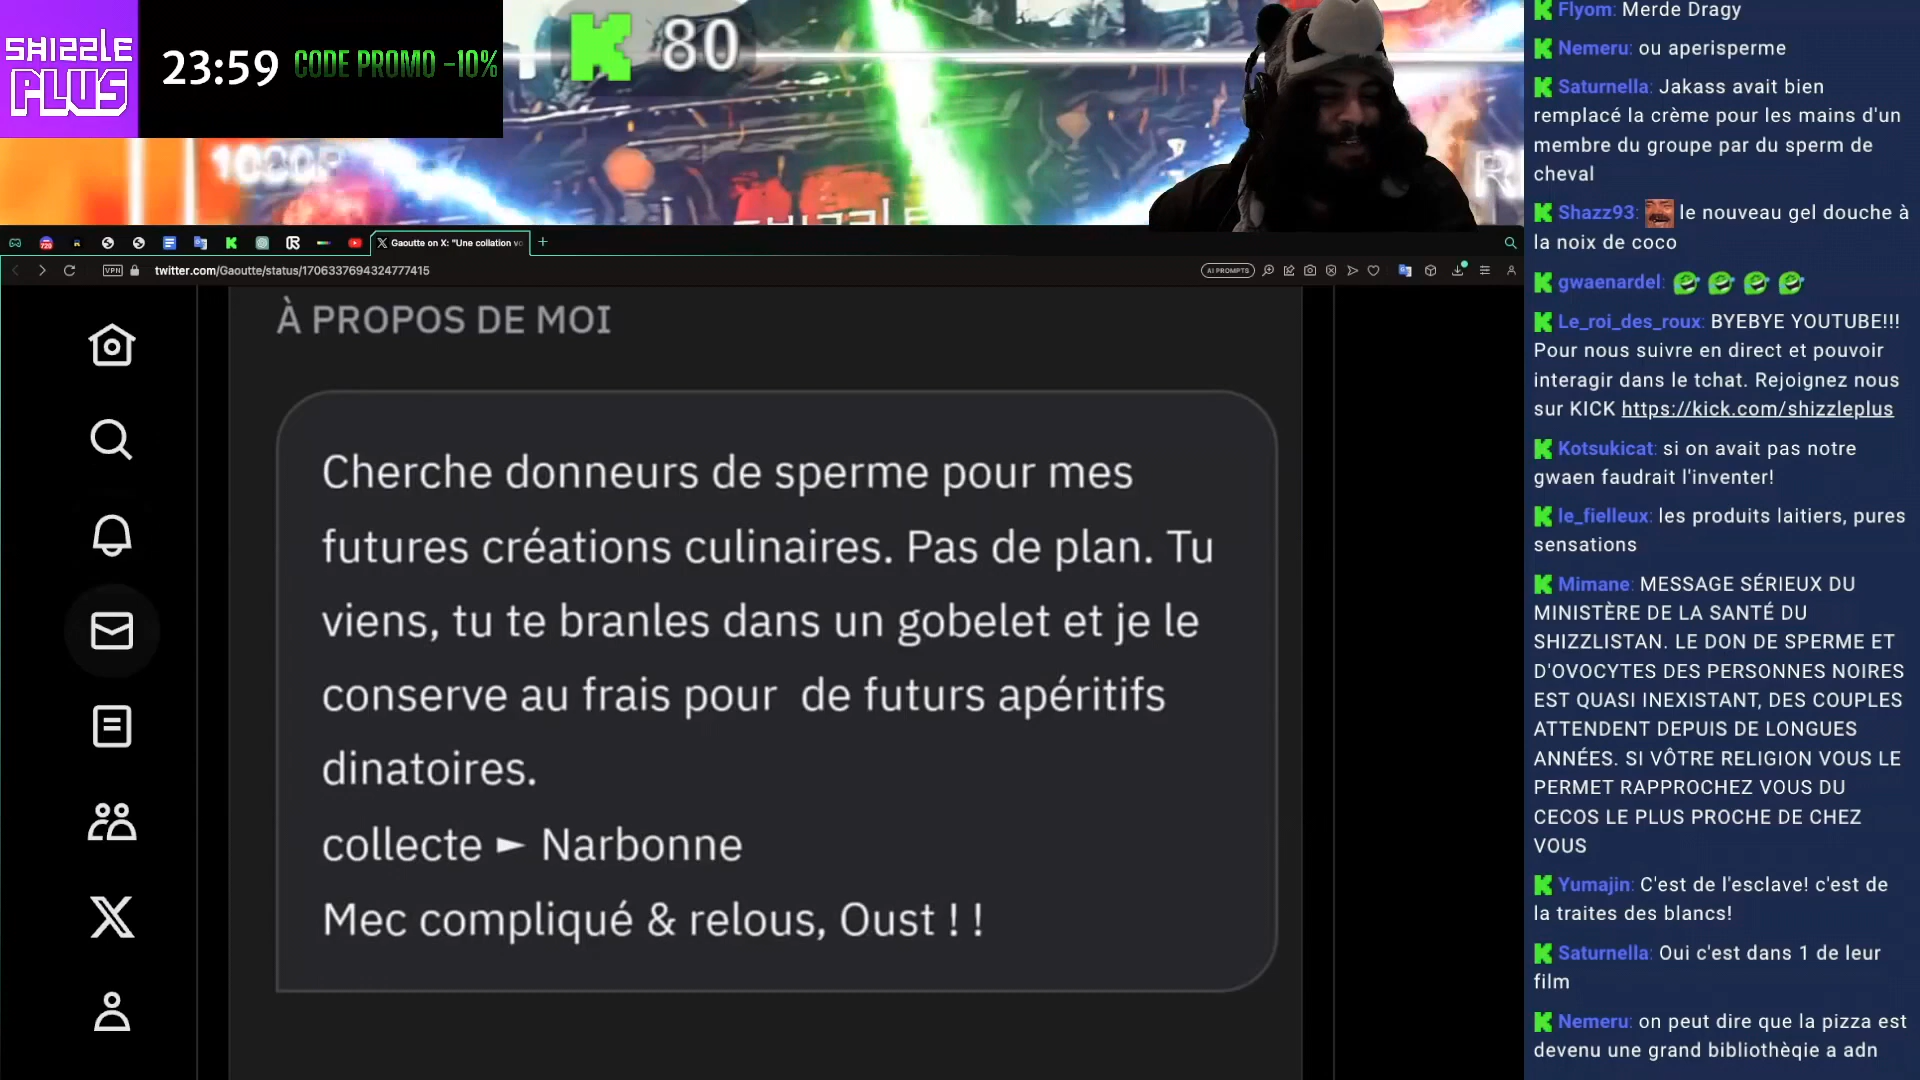 SHIZZLE
PLUS
23:59 CODE PROMO -10%
80
Gaoutte on X: "Une collation vo
VPN
twitter.com/Gaoutte/status/1706337694324777415
AI PROMPTS
À PROPOS DE MOI
Cherche donneurs de sperme pour mes
futures créations culinaires. Pas de plan. Tu
viens, tu te branles dans un gobelet et je le
conserve au frais pour  de futurs apéritifs
dinatoires.
collecte ► Narbonne
Mec compliqué & relous, Oust ! !
Flyom: Merde Dragy
Nemeru: ou aperisperme
Saturnella: Jakass avait bien
remplacé la crème pour les mains d'un
membre du groupe par du sperm de
cheval
Shazz93: le nouveau gel douche à
la noix de coco
gwaenardel:
Le_roi_des_roux: BYEBYE YOUTUBE!!!
Pour nous suivre en direct et pouvoir
interagir dans le tchat. Rejoignez nous
sur KICK https://kick.com/shizzleplus
Kotsukicat: si on avait pas notre
gwaen faudrait l'inventer!
le_fielleux: les produits laitiers, pures
sensations
Mimane: MESSAGE SÉRIEUX DU
MINISTÈRE DE LA SANTÉ DU
SHIZZLISTAN. LE DON DE SPERME ET
D'OVOCYTES DES PERSONNES NOIRES
EST QUASI INEXISTANT, DES COUPLES
ATTENDENT DEPUIS DE LONGUES
ANNÉES. SI VÔTRE RELIGION VOUS LE
PERMET RAPPROCHEZ VOUS DU
CECOS LE PLUS PROCHE DE CHEZ
VOUS
Yumajin: C'est de l'esclave! c'est de
la traites des blancs!
Saturnella: Oui c'est dans 1 de leur
film
Nemeru: on peut dire que la pizza est
devenu une grand bibliothèqie a adn